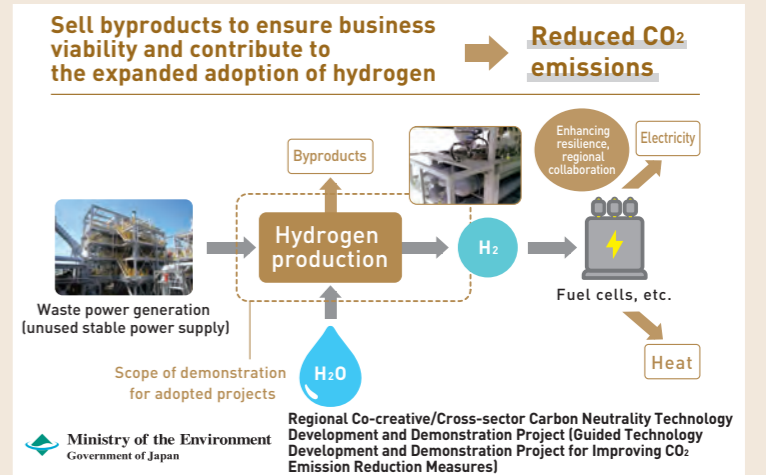 Sell byproducts to ensure business
viability and contribute to
the expanded adoption of hydrogen
Reduced CO₂
emissions
Enhancing
resilience,
regional
collaboration
Electricity
Byproducts
Hydrogen
production
H₂
Waste power generation
(unused stable power supply)
Fuel cells, etc.
Heat
Scope of demonstration
for adopted projects
H₂O
Ministry of the Environment
Government of Japan
Regional Co-creative/Cross-sector Carbon Neutrality Technology
Development and Demonstration Project (Guided Technology
Development and Demonstration Project for Improving CO₂
Emission Reduction Measures)